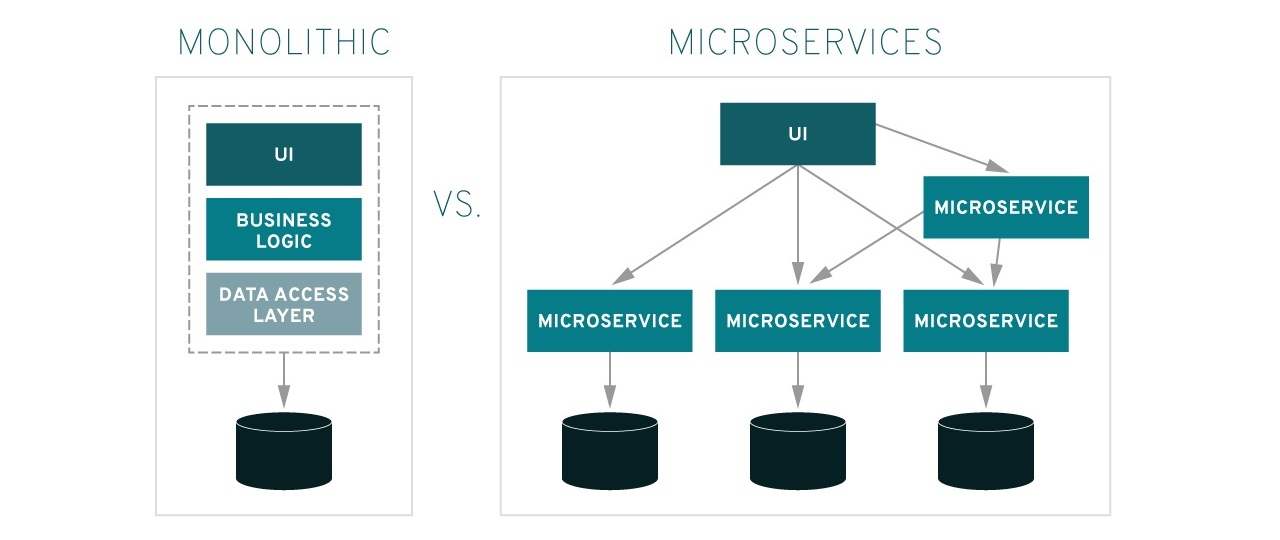 MONOLITHIC
UI
BUSINESS
LOGIC
DATA ACCESS
LAYER
VS.
MICROSERVICES
UI
MICROSERVICE
MICROSERVICE
MICROSERVICE
MICROSERVICE